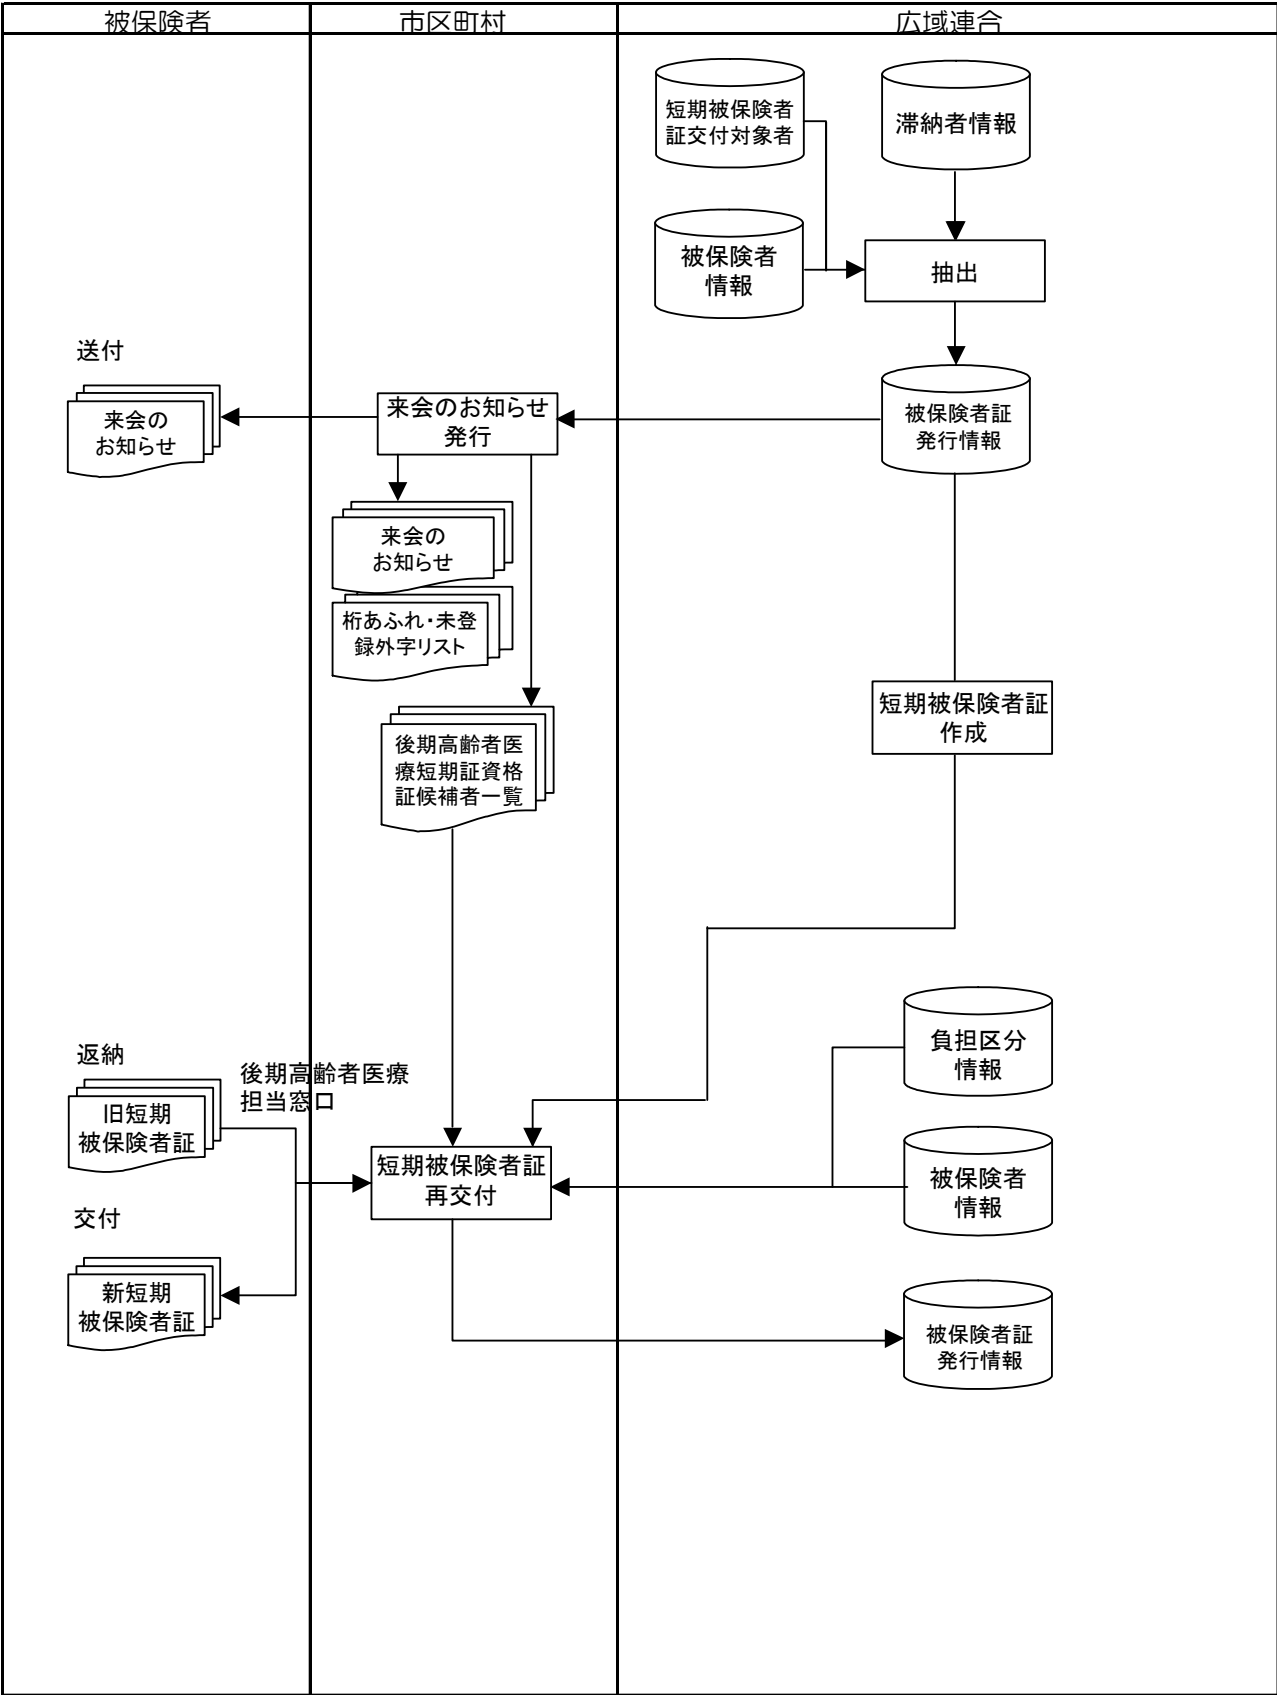 被保険者
市区町村
広域連合
短期被保険者
証交付対象者
滞納者情報
被保険者
情報
抽出
送付
来会の
お知らせ
来会のお知らせ
発行
被保険者証
発行情報
来会の
お知らせ
桁あふれ・未登
録外字リスト
後期高齢者医
療短期証資格
証候補者一覧
短期被保険者証
作成
負担区分
情報
返納
後期高齢者医療
担当窓口
旧短期
被保険者証
短期被保険者証
再交付
被保険者
情報
交付
新短期
被保険者証
被保険者証
発行情報